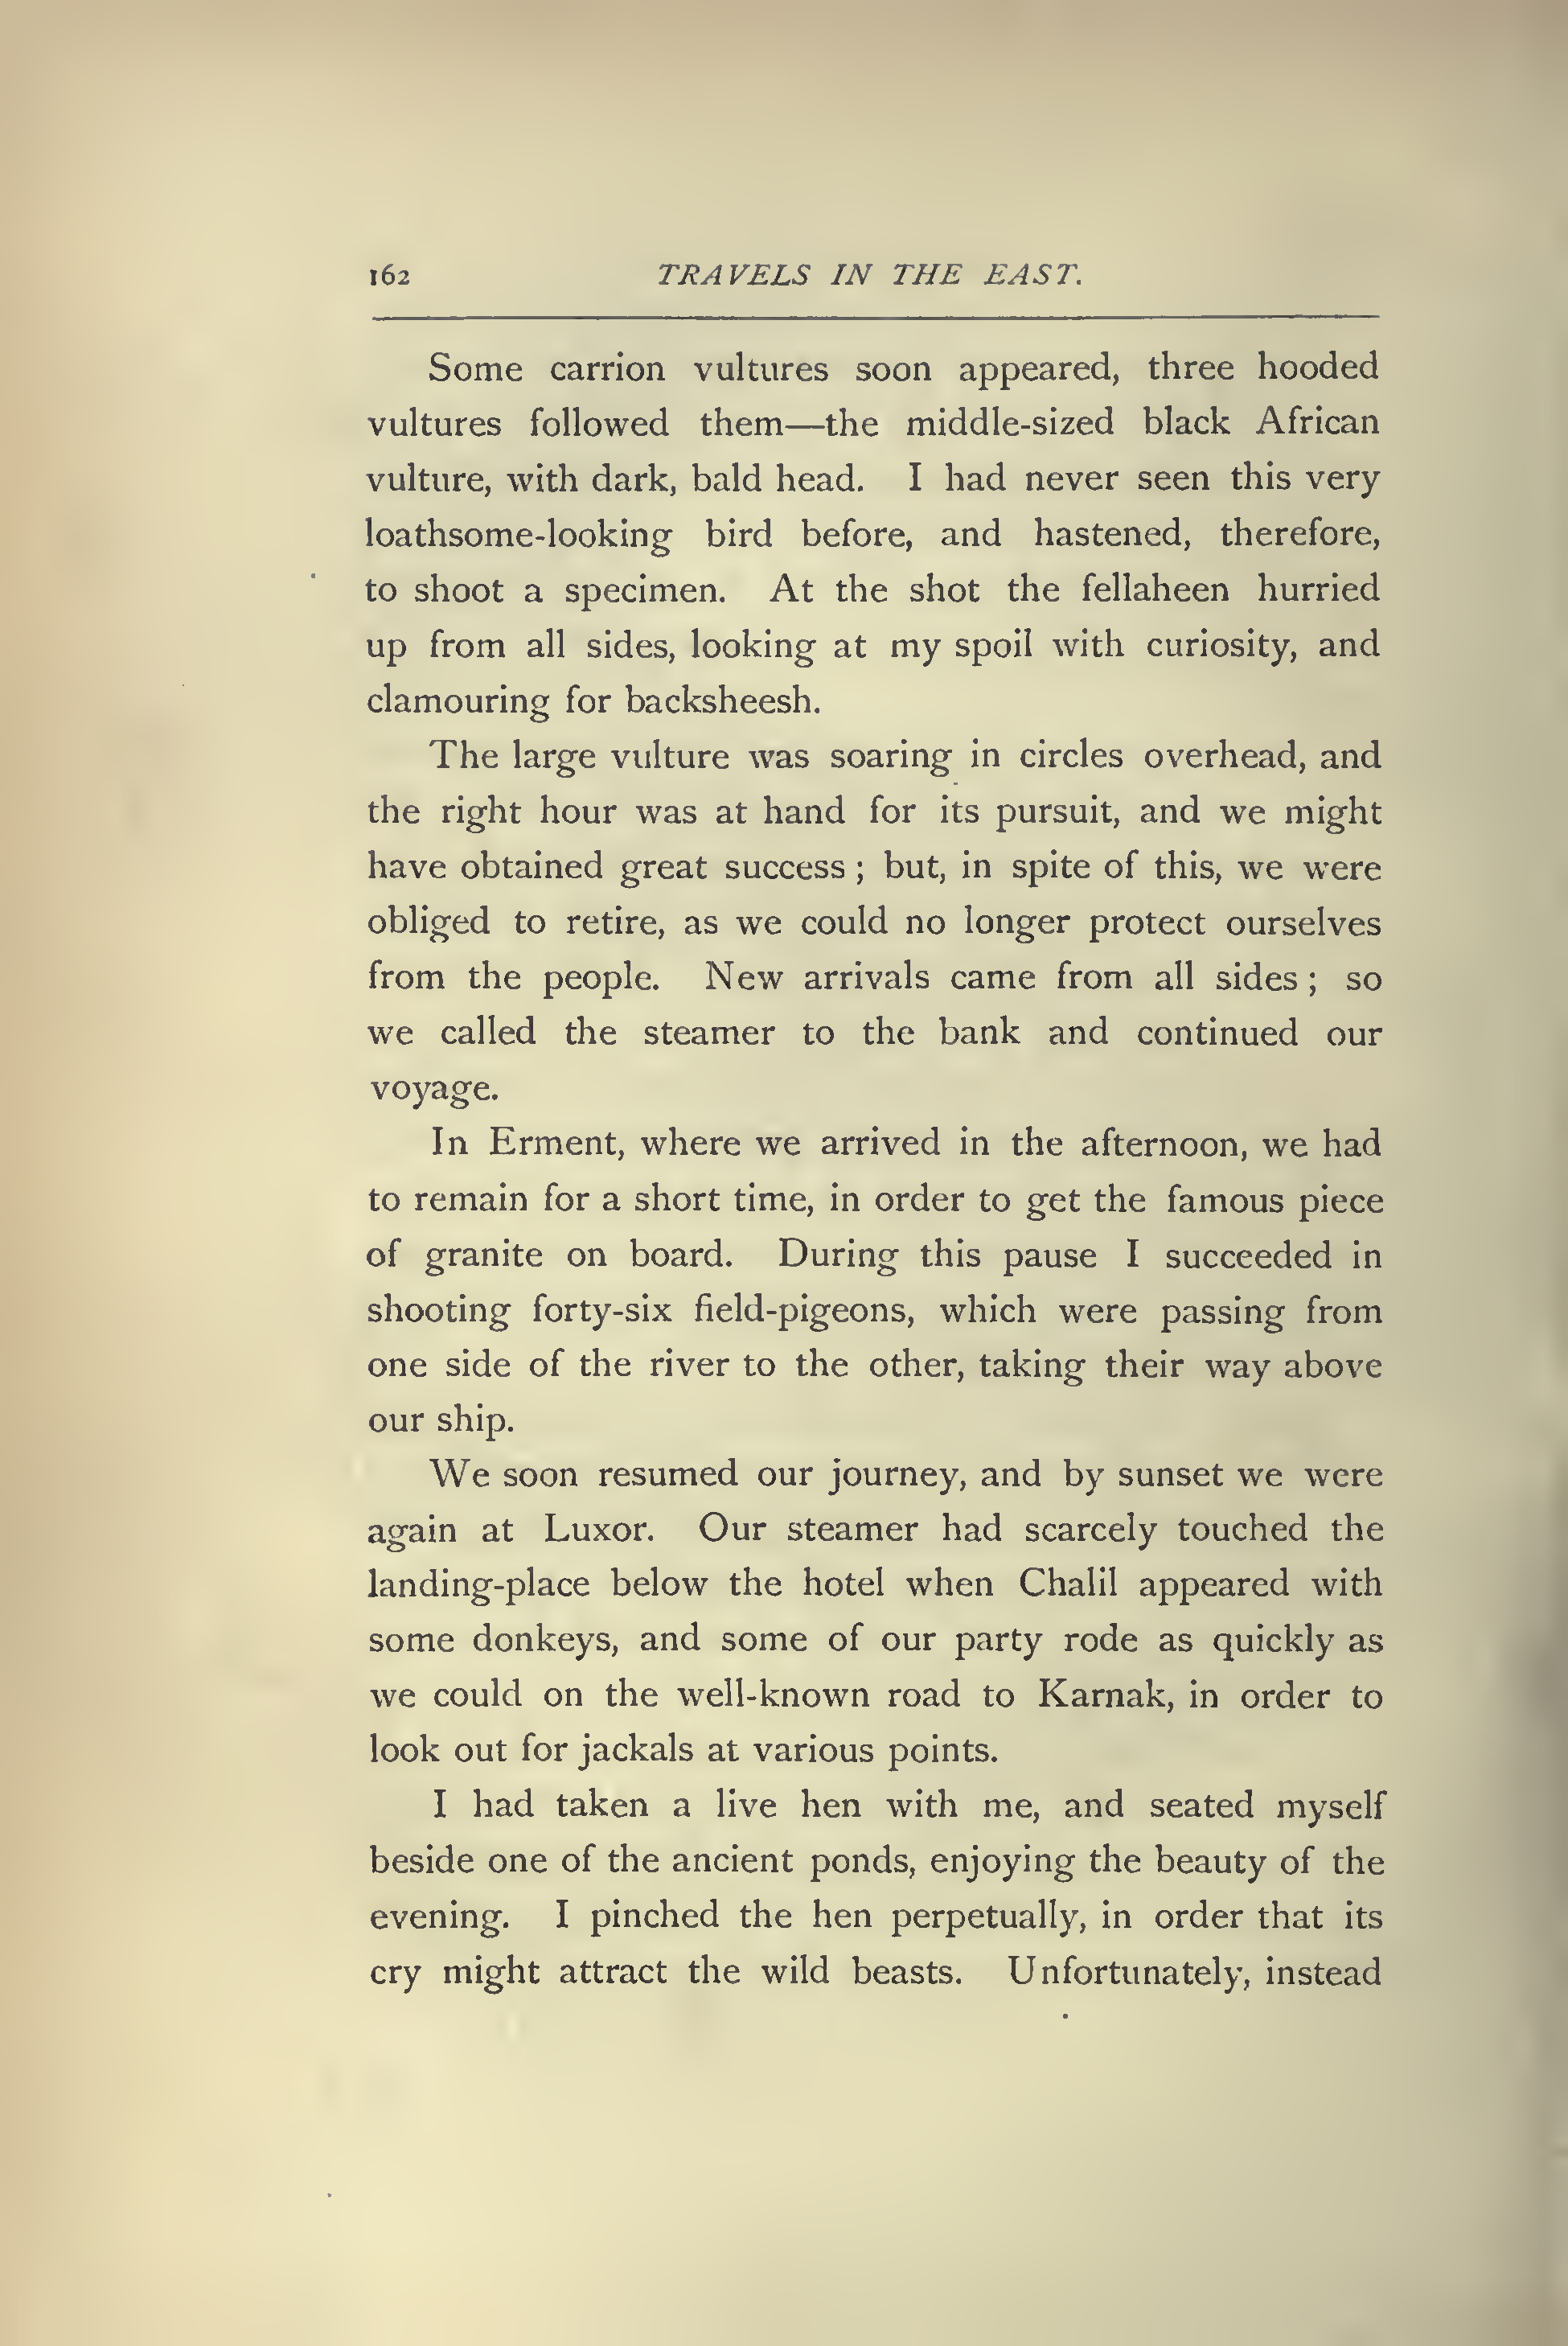 162 TRAVELS IN THE EAST.
Some carrion vultures soon appeared, three hooded
vultures followed them—the middle-sized black African
vulture, with dark, bald head. I had never seen this very
loathsome-looking bird before, and hastened, therefore,
to shoot a specimen. At the shot the fellaheen hurried
up from all sides, looking at my spoil with curiosity, and
clamouring for backsheesh.
The large vulture was soaring in circles overhead, and
the right hour was at hand for its pursuit, and we might
have obtained great success ; but, in spite of this, we were
obliged to retire, as we could no longer protect ourselves
from the people. New arrivals came from all sides ; so
we called the steamer to the bank and continued our
voyage.
In Erment, where we arrived in the afternoon, we had
to remain for a short time, in order to get the famous piece
of granite on board. During this pause I succeeded in
shooting forty-six field-pigeons, which were passing from
one side of the river to the other, taking their way above
our ship.
We soon resumed our journey, and by sunset we were
again at Luxor. Our steamer had scarcely touched the
landing-place below the hotel when Chalil appeared with
some donkeys, and some of our party rode as quickly as
we could on the well-known road to Karnak, in order to
look out for jackals at various points.
I had taken a live hen with me, and seated myself
beside one of the ancient ponds, enjoying the beauty of the
evening. I pinched the hen perpetually, in order that its
cry might attract the wild beasts. Unfortunately, instead